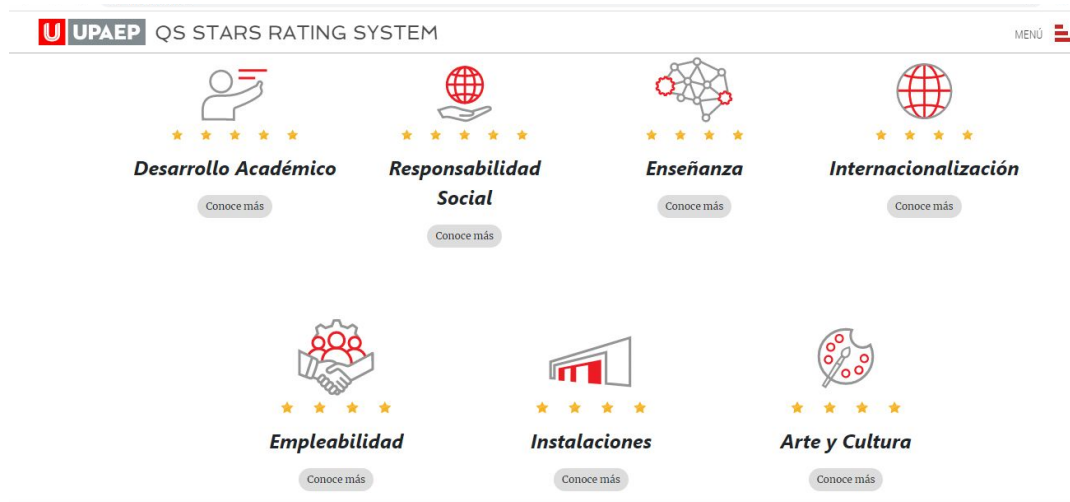 U UPAEP QS STARS RATING SYSTEM
MENÚ
Desarrollo Académico
Conoce más
Responsabilidad
Social
Conoce más
Enseñanza
Conoce más
Internacionalización
Conoce más
Empleabilidad
Conoce más
Instalaciones
Conoce más
Arte y Cultura
Conoce más